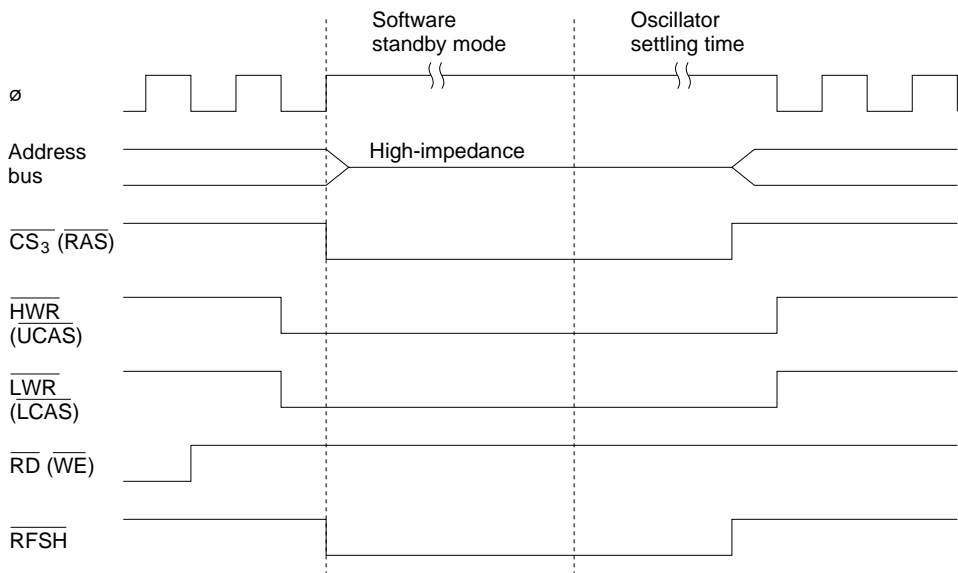 Software
standby mode
Oscillator
settling time
ø
Address
bus
High-impedance
CS3 (RAS)
HWR
(UCAS)
LWR
(LCAS)
RD (WE)
RFSH